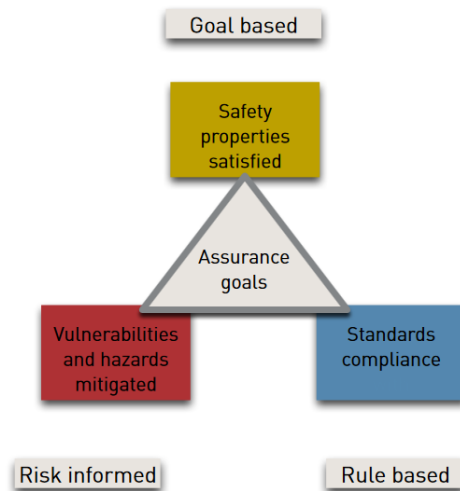 Goal based
Safety
properties
satisfied
Assurance
goals
Vulnerabilities
and hazards
mitigated
Standards
compliance
Risk informed
Rule based